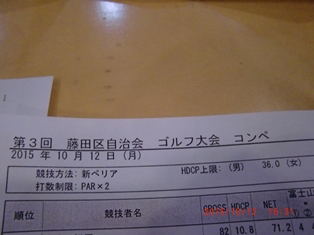 第3回 藤田区自治会 ゴルフ大会 コンペ
2015 年 10 月 12 日 (月)
競技方法: 新ペリア HDCP上限: (男) 36.0 (女)
打数制限: PAR×2
順位 競技者名 GROSS HDCP NET 富士山
82 10.8 71.2